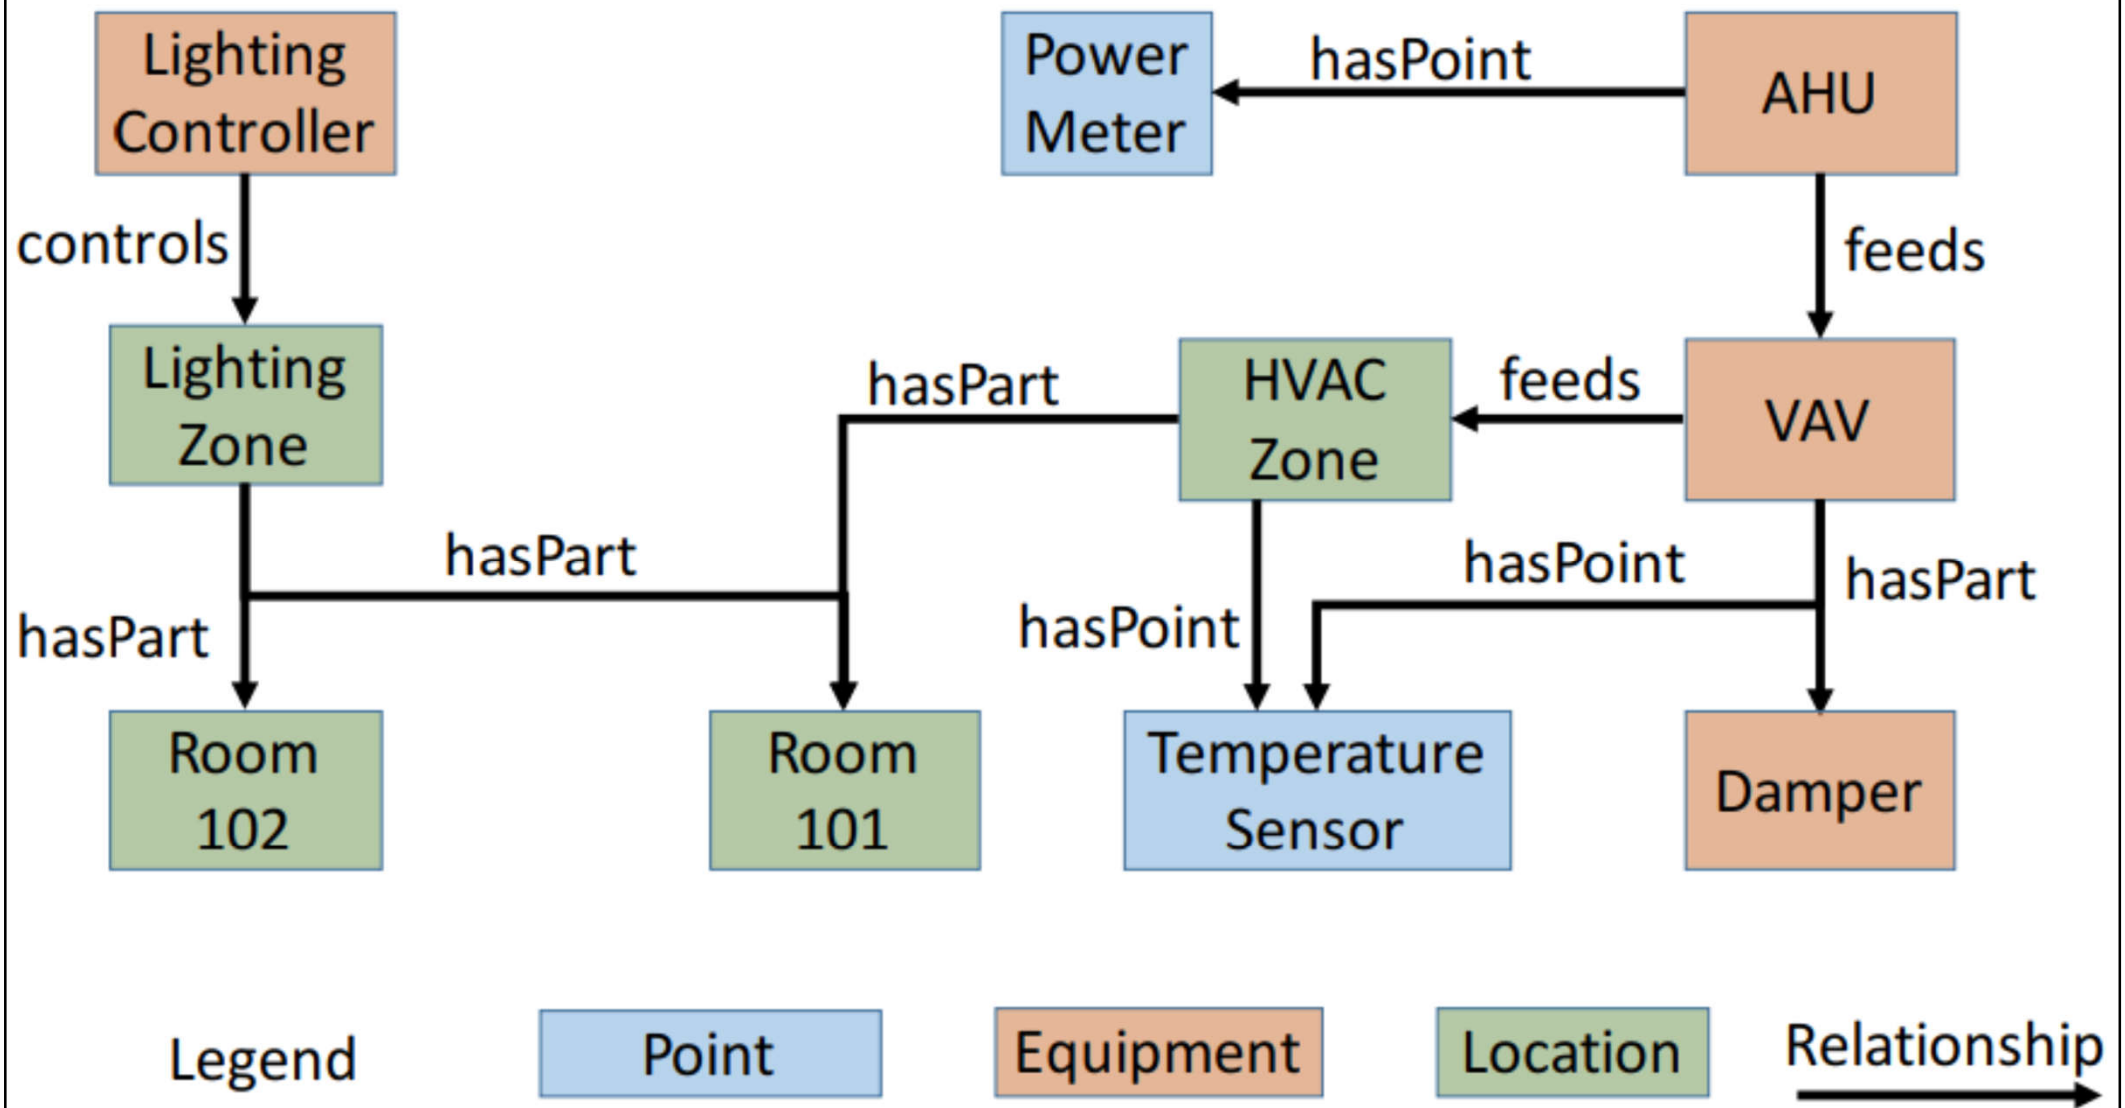 Lighting
Controller
Power
Meter
hasPoint
AHU
controls
feeds
Lighting
Zone
hasPart
HVAC
Zone
feeds
VAV
hasPart
hasPart
hasPoint
hasPoint
hasPart
Room
102
Room
101
Temperature
Sensor
Damper
Legend
Point
Equipment
Location
Relationship